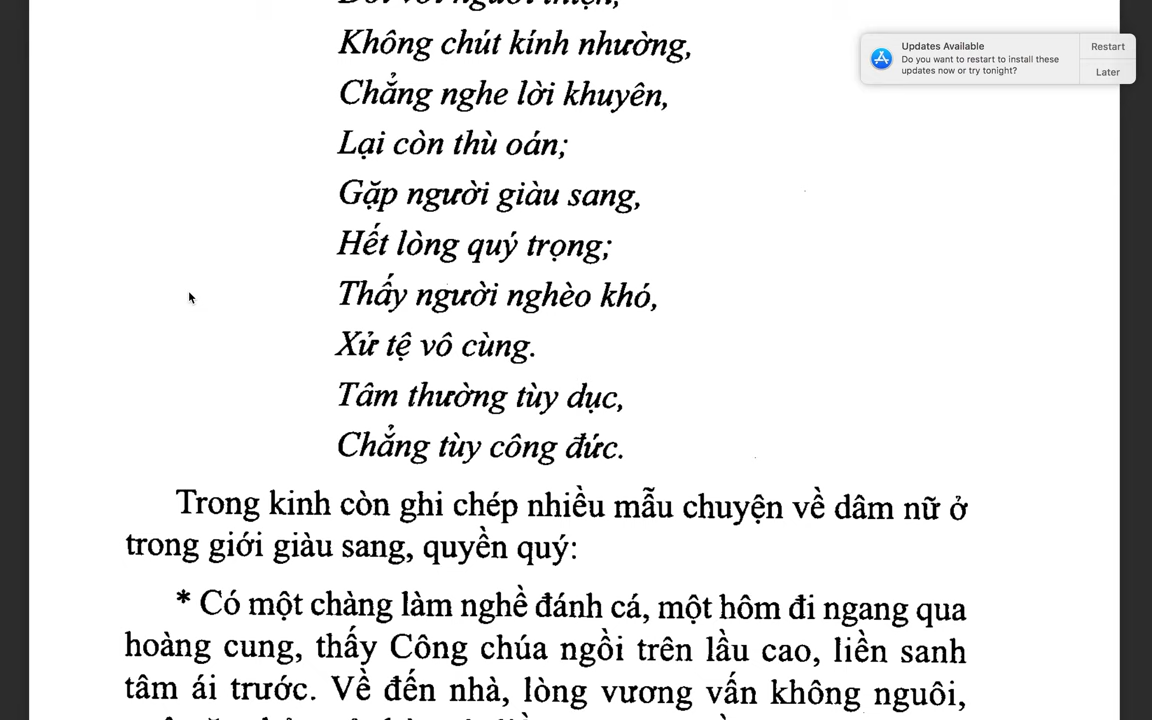 Không chút kính nhường,
Chẳng nghe lời khuyên,
Lại còn thù oán;
Gặp người giàu sang,
Hết lòng quý trọng;
Thấy người nghèo khó,
Xử tệ vô cùng.
Tâm thường tùy dục,
Chẳng tùy công đức.
Trong kinh còn ghi chép nhiều mẫu chuyện về dâm nữ ở
trong giới giàu sang, quyền quý:
* Có một chàng làm nghề đánh cá, một hôm đi ngang qua
hoàng cung, thấy Công chúa ngồi trên lầu cao, liền sanh
tâm ái trước. Về đến nhà, lòng vương vấn không nguôi,
Updates Available
Do you want to restart to install these
updates now or try tonight?
Restart
Later